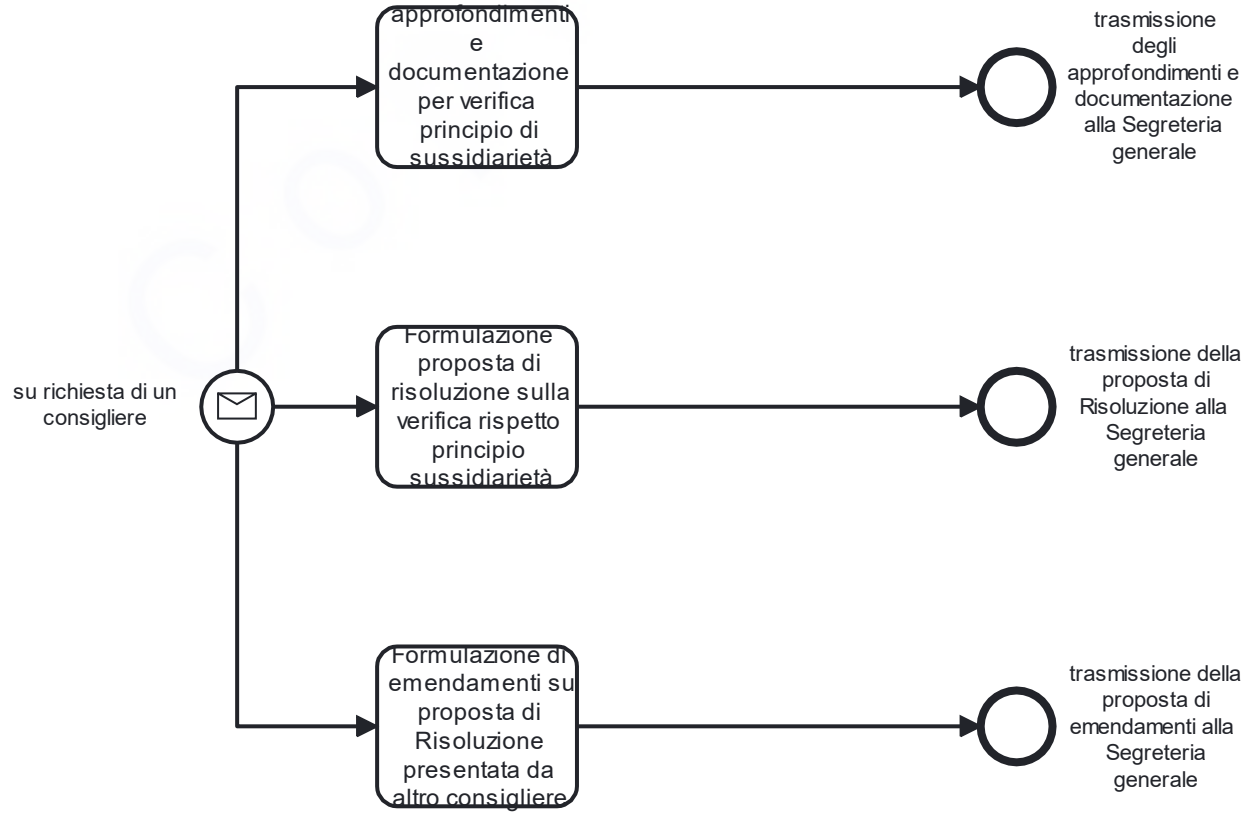 approfondimenti
e
documentazione
per verifica
principio di
sussidiarietà
trasmissione
degli
approfondimenti e
documentazione
alla Segreteria
generale
su richiesta di un
consigliere
Formulazione
proposta di
risoluzione sulla
verifica rispetto
principio
sussidiarietà
trasmissione della
proposta di
Risoluzione alla
Segreteria
generale
Formulazione di
emendamenti su
proposta di
Risoluzione
presentata da
altro consigliere
trasmissione della
proposta di
emendamenti alla
Segreteria
generale